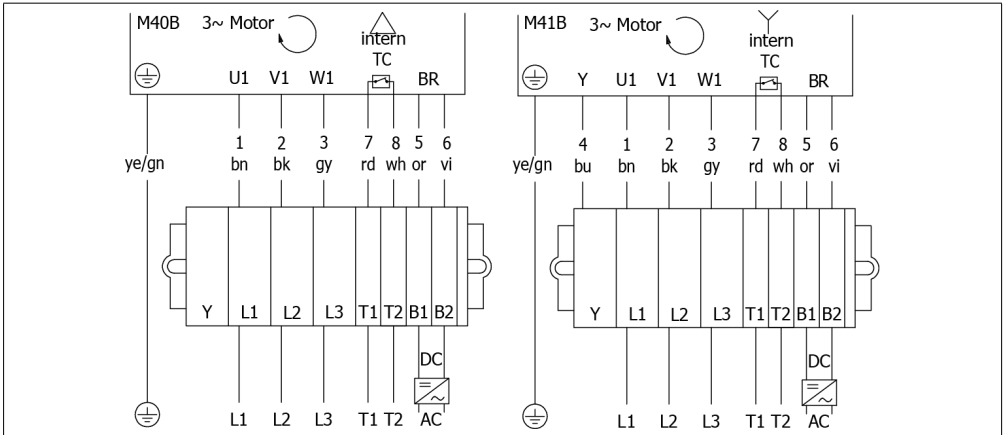 M40B 3~ Motor
intern
TC
U1 V1 W1 BR
1 2 3 7 8 5 6
ye/gn bn bk gy rd wh or vi
Y L1 L2 L3 T1 T2 B1 B2
DC
= ~
L1 L2 L3 T1 T2 AC
M41B 3~ Motor
intern
TC
Y U1 V1 W1 BR
4 1 2 3 7 8 5 6
ye/gn bu bn bk gy rd wh or vi
Y L1 L2 L3 T1 T2 B1 B2
DC
= ~
L1 L2 L3 T1 T2 AC